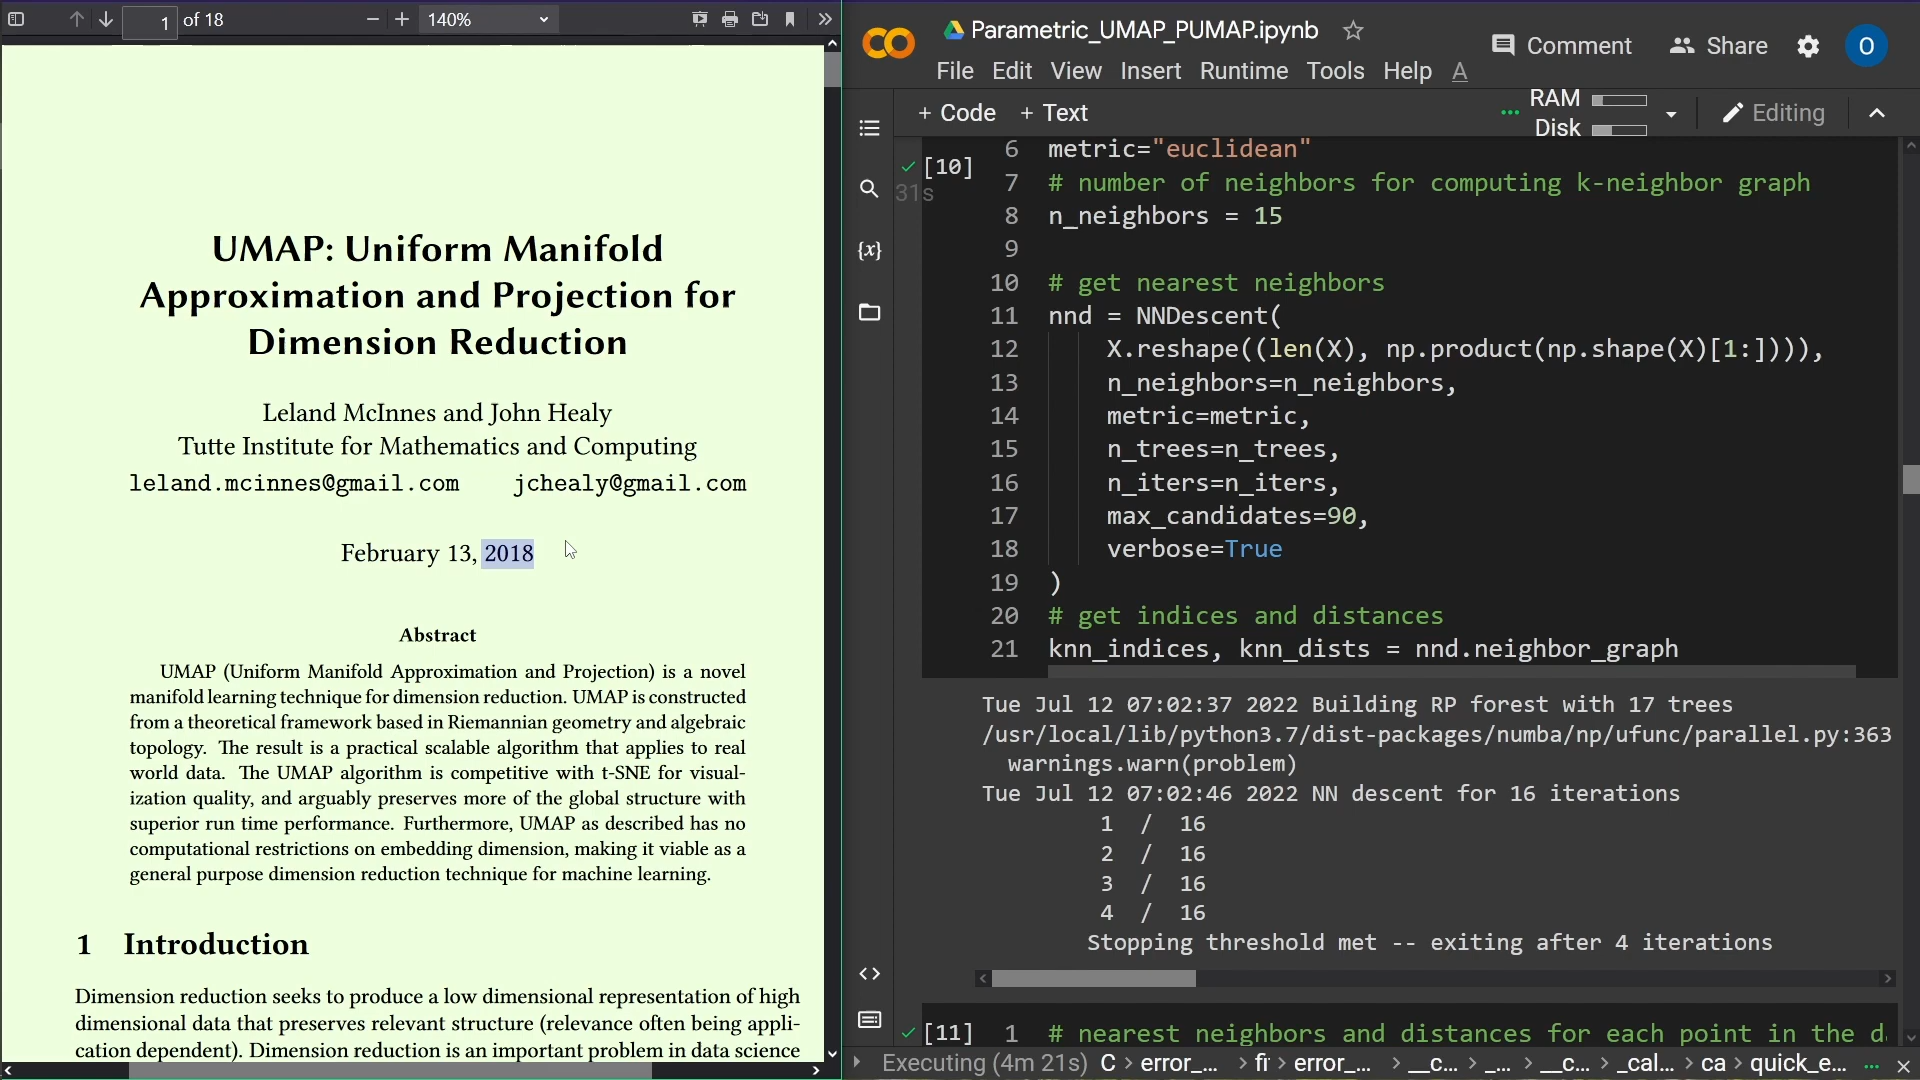 1 of 18
140%
UMAP: Uniform Manifold
Approximation and Projection for
Dimension Reduction
Leland McInnes and John Healy
Tutte Institute for Mathematics and Computing
leland.mcinnes@gmail.com jchealy@gmail.com
February 13, 2018
Abstract
UMAP (Uniform Manifold Approximation and Projection) is a novel
manifold learning technique for dimension reduction. UMAP is constructed
from a theoretical framework based in Riemannian geometry and algebraic
topology. The result is a practical scalable algorithm that applies to real
world data. The UMAP algorithm is competitive with t-SNE for visual-
ization quality, and arguably preserves more of the global structure with
superior run time performance. Furthermore, UMAP as described has no
computational restrictions on embedding dimension, making it viable as a
general purpose dimension reduction technique for machine learning.
1 Introduction
Dimension reduction seeks to produce a low dimensional representation of high
dimensional data that preserves relevant structure (relevance often being appli-
cation dependent). Dimension reduction is an important problem in data science
CO
Parametric_UMAP_PUMAP.ipynb
Comment Share O
File Edit View Insert Runtime Tools Help A
+ Code + Text
RAM
Disk
Editing
[10]
31s
6 metric="euclidean"
7 # number of neighbors for computing k-neighbor graph
8 n_neighbors = 15
9
10 # get nearest neighbors
11 nnd = NNDescent(
12 X.reshape((len(X), np.product(np.shape(X)[1:]))),
13 n_neighbors=n_neighbors,
14 metric=metric,
15 n_trees=n_trees,
16 n_iters=n_iters,
17 max_candidates=90,
18 verbose=True
19 )
20 # get indices and distances
21 knn_indices, knn_dists = nnd.neighbor_graph
Tue Jul 12 07:02:37 2022 Building RP forest with 17 trees
/usr/local/lib/python3.7/dist-packages/numba/np/ufunc/parallel.py:363
warnings.warn(problem)
Tue Jul 12 07:02:46 2022 NN descent for 16 iterations
1 / 16
2 / 16
3 / 16
4 / 16
Stopping threshold met -- exiting after 4 iterations
[11] 1 # nearest neighbors and distances for each point in the d
Executing (4m 21s) C > error_... > fi > error_... > __c... > _... > __c... > _cal... > ca > quick_e... ...